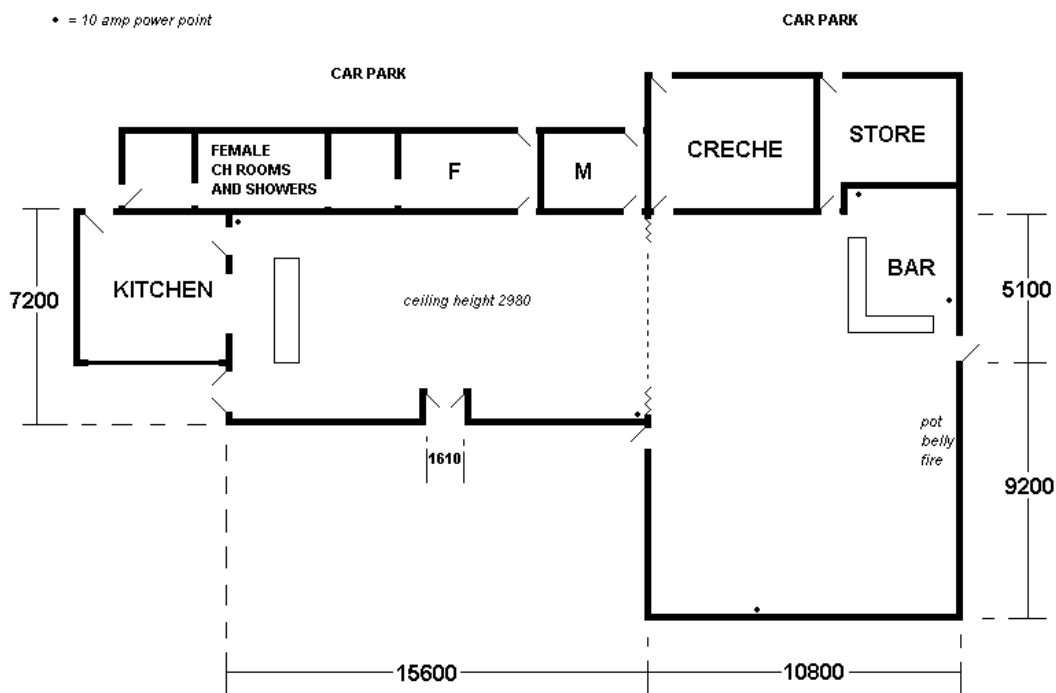 • = 10 amp power point
CAR PARK
CAR PARK
FEMALE
CH ROOMS
AND SHOWERS
F
M
CRECHE
STORE
KITCHEN
BAR
7200
ceiling height 2980
5100
pot
belly
fire
1610
9200
15600
10800